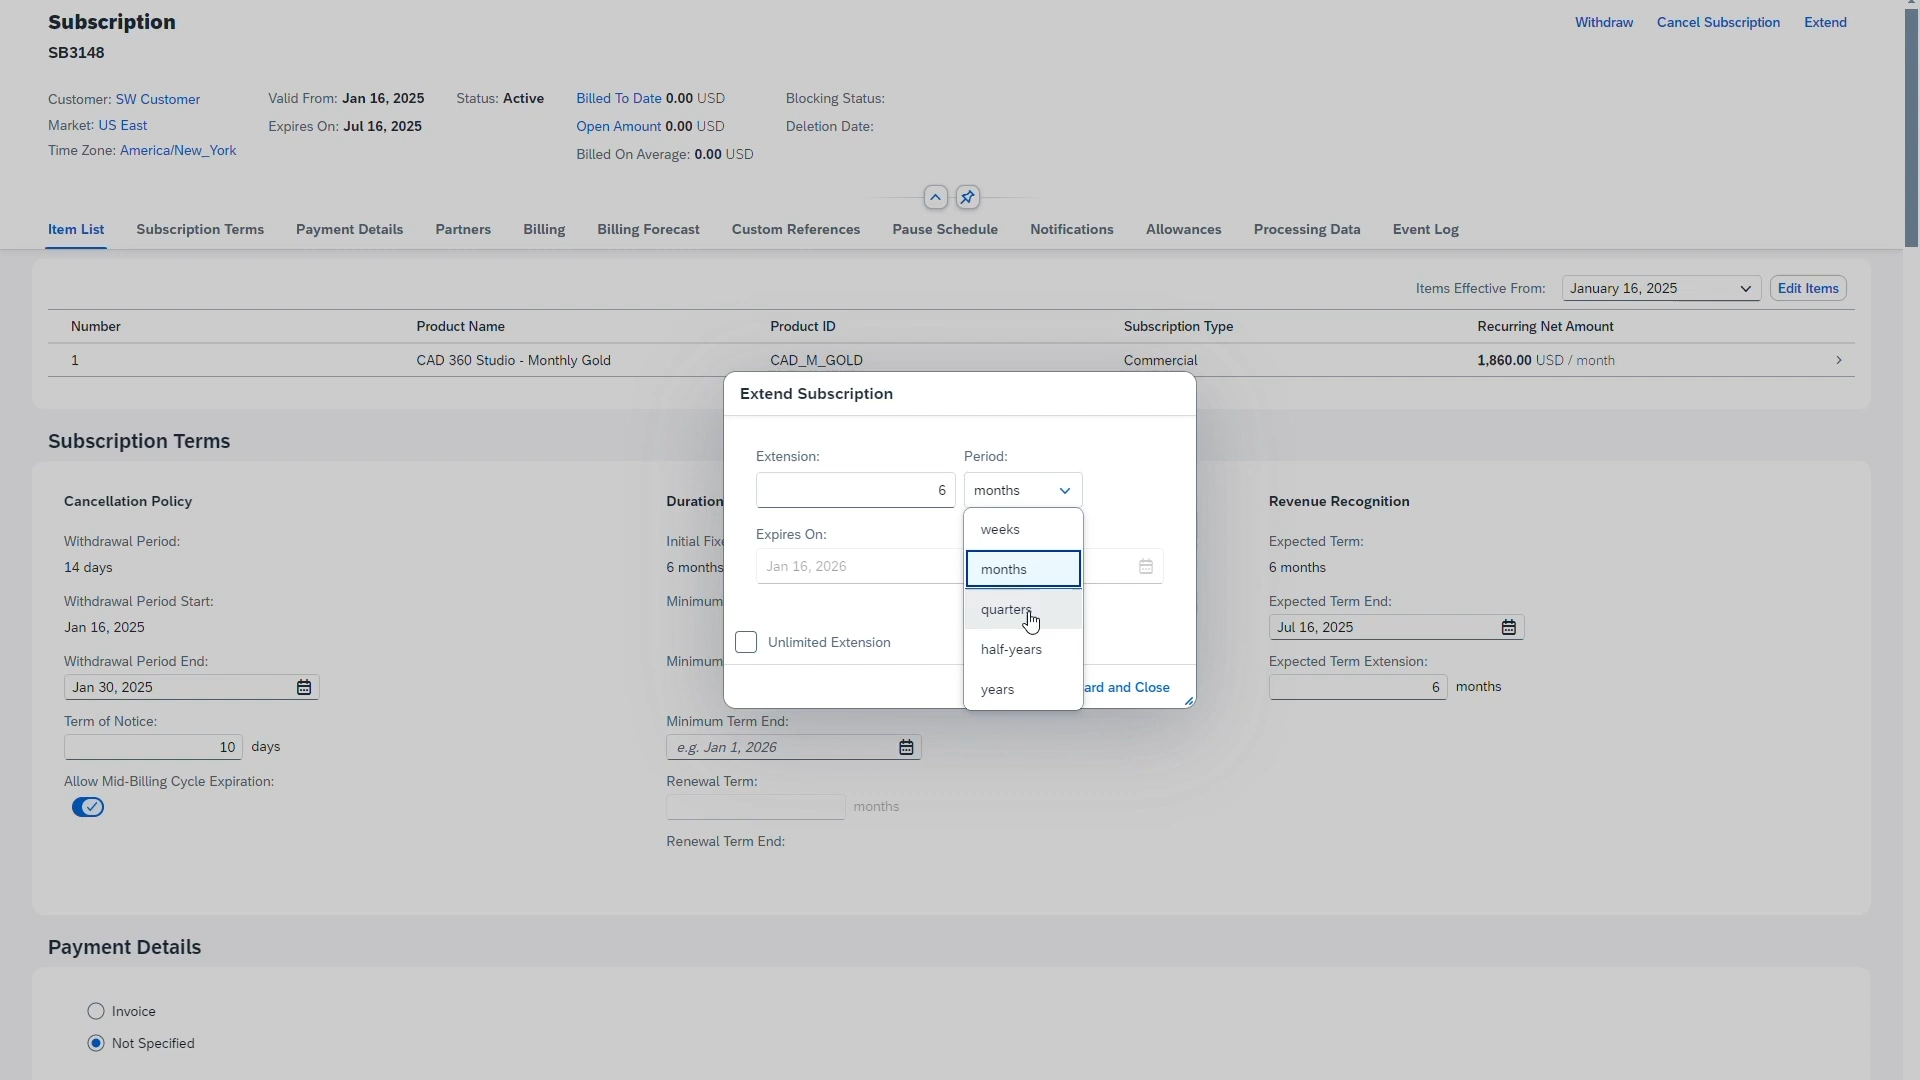 Subscription
Withdraw Cancel Subscription Extend
SB3148
Customer: SW Customer Valid From: Jan 16, 2025 Status: Active Billed To Date 0.00 USD Blocking Status:
Market: US East Expires On: Jul 16, 2025 Open Amount 0.00 USD Deletion Date:
Time Zone: America/New_York Billed On Average: 0.00 USD
Item List Subscription Terms Payment Details Partners Billing Billing Forecast Custom References Pause Schedule Notifications Allowances Processing Data Event Log
Items Effective From: January 16, 2025 Edit Items
Number Product Name Product ID Subscription Type Recurring Net Amount
1 CAD 360 Studio - Monthly Gold CAD_M_GOLD Commercial 1,860.00 USD / month
Extend Subscription
Extension: Period:
6 months
weeks
months
quarters
half-years
years
Expires On:
Jan 16, 2026
Unlimited Extension
ard and Close
Subscription Terms
Cancellation Policy
Withdrawal Period:
14 days
Withdrawal Period Start:
Jan 16, 2025
Withdrawal Period End:
Jan 30, 2025
Term of Notice:
10 days
Allow Mid-Billing Cycle Expiration:
Duration
Initial Fixe
6 months
Minimum
Minimum
Minimum Term End:
e.g. Jan 1, 2026
Renewal Term:
months
Renewal Term End:
Revenue Recognition
Expected Term:
6 months
Expected Term End:
Jul 16, 2025
Expected Term Extension:
6 months
Payment Details
Invoice
Not Specified